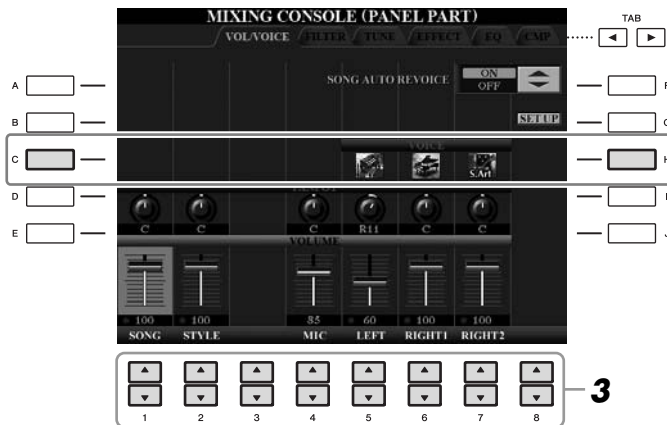 MIXING CONSOLE (PANEL PART)
TAB
VOL/VOICE FILTER TUNE EFFECT EQ CMP
SONG AUTO REVOICE
ON
OFF
A
F
B
SETUP
C
VOICE
S.Art
H
D
PANPOT
C C C R11 C C
E
J
VOLUME
100 100 85 60 100 100
SONG STYLE MIC LEFT RIGHT1 RIGHT2
1 2 3 4 5 6 7 8
3